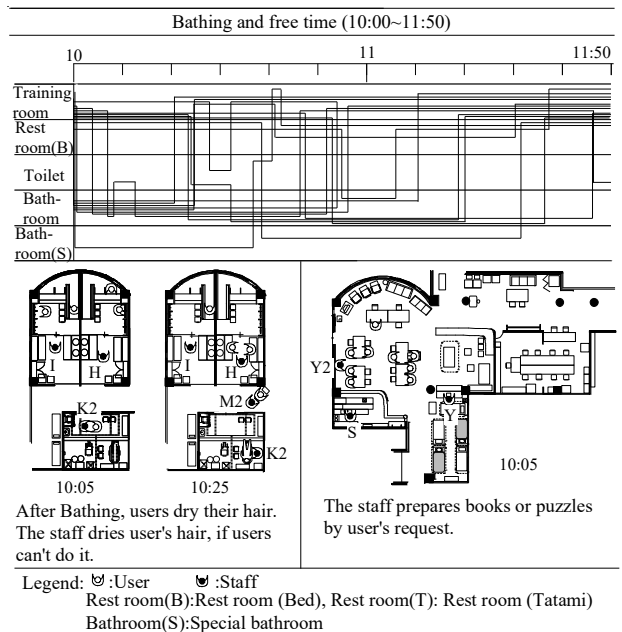 Bathing and free time (10:00~11:50)
10
11
11:50
Training
room
Rest
room(B)
Toilet
Bath-
room
Bath-
room(S)
I
H
K2
10:05
I
H
M2
K2
10:25
Y2
S
Y
10:05
After Bathing, users dry their hair.
The staff dries user's hair, if users
can't do it.
The staff prepares books or puzzles
by user's request.
Legend: :User :Staff
Rest room(B):Rest room (Bed), Rest room(T): Rest room (Tatami)
Bathroom(S):Special bathroom